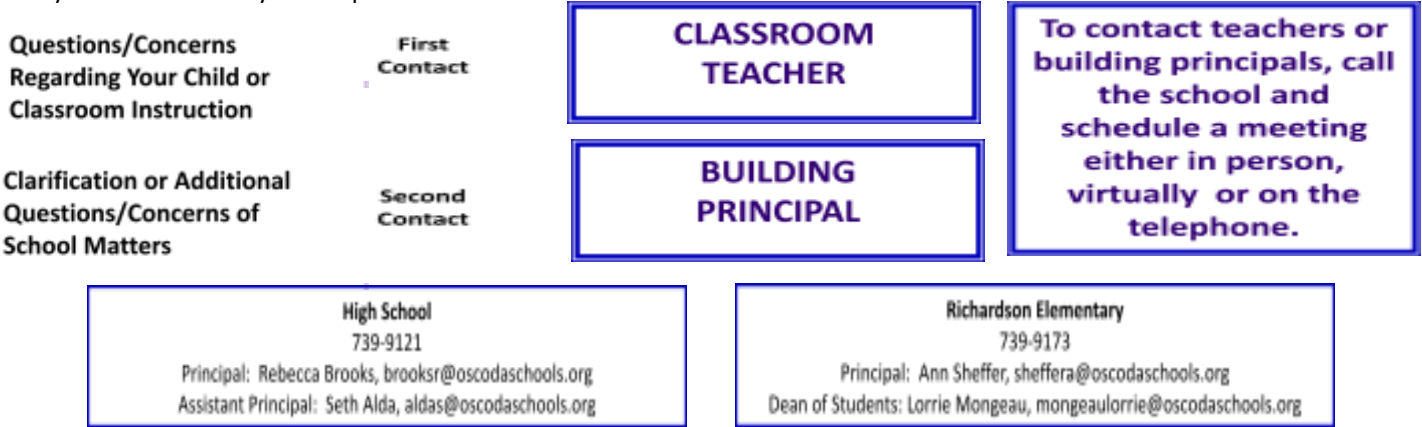 Questions/Concerns
Regarding Your Child or
Classroom Instruction
First
Contact
CLASSROOM
TEACHER
Clarification or Additional
Questions/Concerns of
School Matters
Second
Contact
BUILDING
PRINCIPAL
To contact teachers or
building principals, call
the school and
schedule a meeting
either in person,
virtually or on the
telephone.
High School
739-9121
Principal: Rebecca Brooks, brooksr@oscodaschools.org
Assistant Principal: Seth Alda, aldas@oscodaschools.org
Richardson Elementary
739-9173
Principal: Ann Sheffer, sheffera@oscodaschools.org
Dean of Students: Lorrie Mongeau, mongeaulorrie@oscodaschools.org